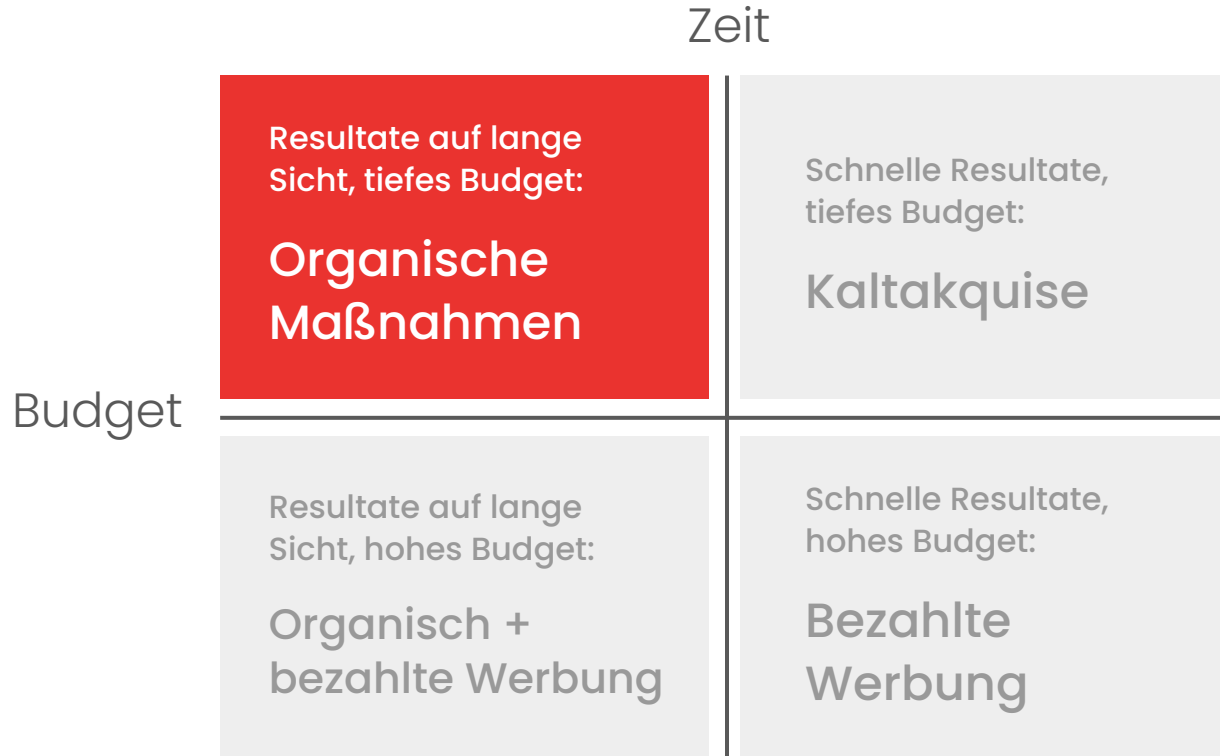 Zeit
Resultate auf lange
Sicht, tiefes Budget:
Organische
Maßnahmen
Schnelle Resultate,
tiefes Budget:
Kaltakquise
Budget
Resultate auf lange
Sicht, hohes Budget:
Organisch +
bezahlte Werbung
Schnelle Resultate,
hohes Budget:
Bezahlte
Werbung